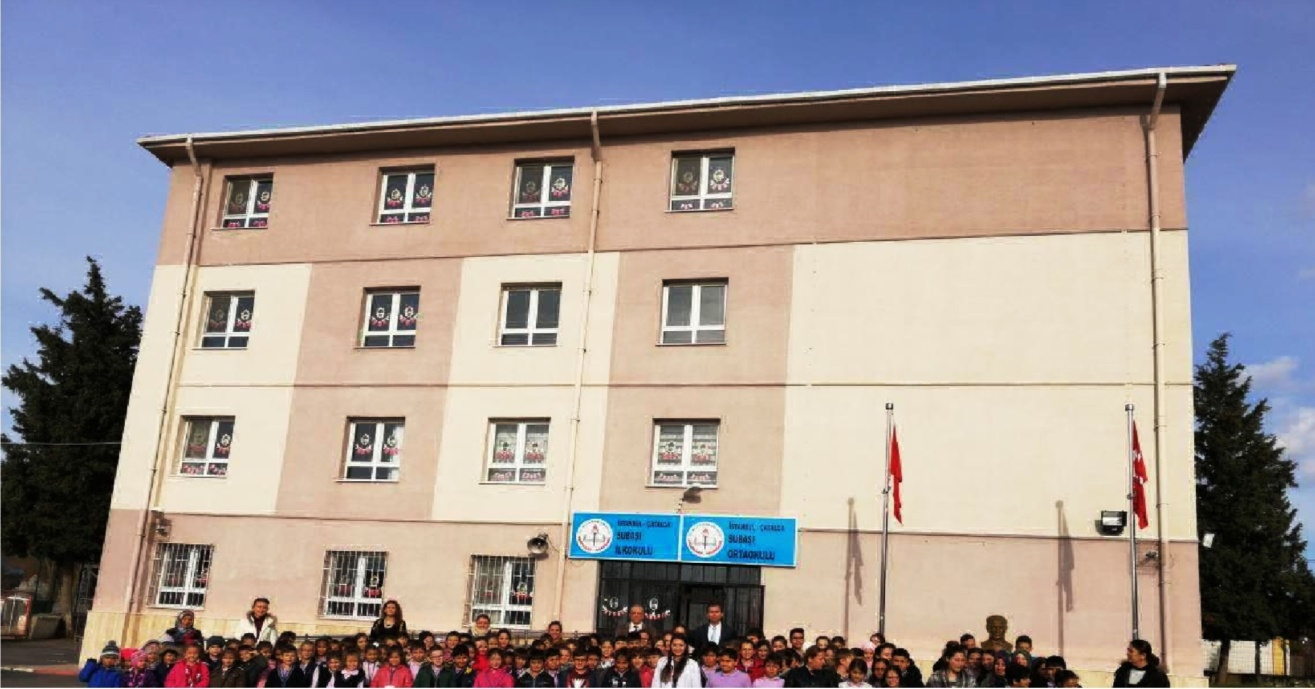 İSTANBUL - ÇATALCA
SUBAŞI
İLKOKULU
İSTANBUL - ÇATALCA
SUBAŞI
ORTAOKULU